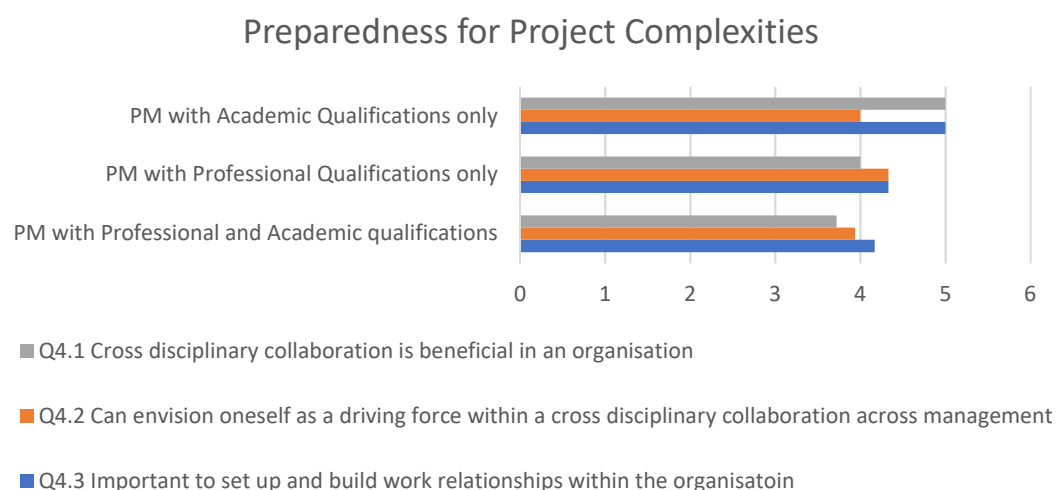 Preparedness for Project Complexities
PM with Academic Qualifications only
PM with Professional Qualifications only
PM with Professional and Academic qualifications
0 1 2 3 4 5 6
Q4.1 Cross disciplinary collaboration is beneficial in an organisation
Q4.2 Can envision oneself as a driving force within a cross disciplinary collaboration across management
Q4.3 Important to set up and build work relationships within the organisatoin